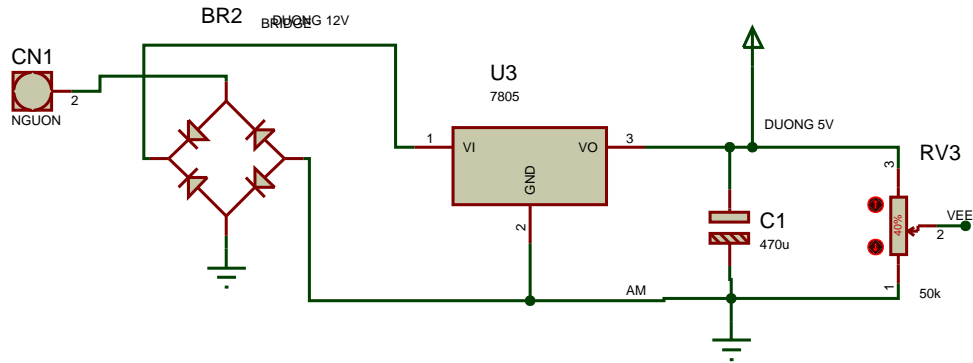 BR2
BRIDGE
DUONG 12V
CN1
2
NGUON
U3
7805
1
VI
VO
3
GND
2
DUONG 5V
RV3
3
40%
VEE
2
1
50k
C1
470u
AM